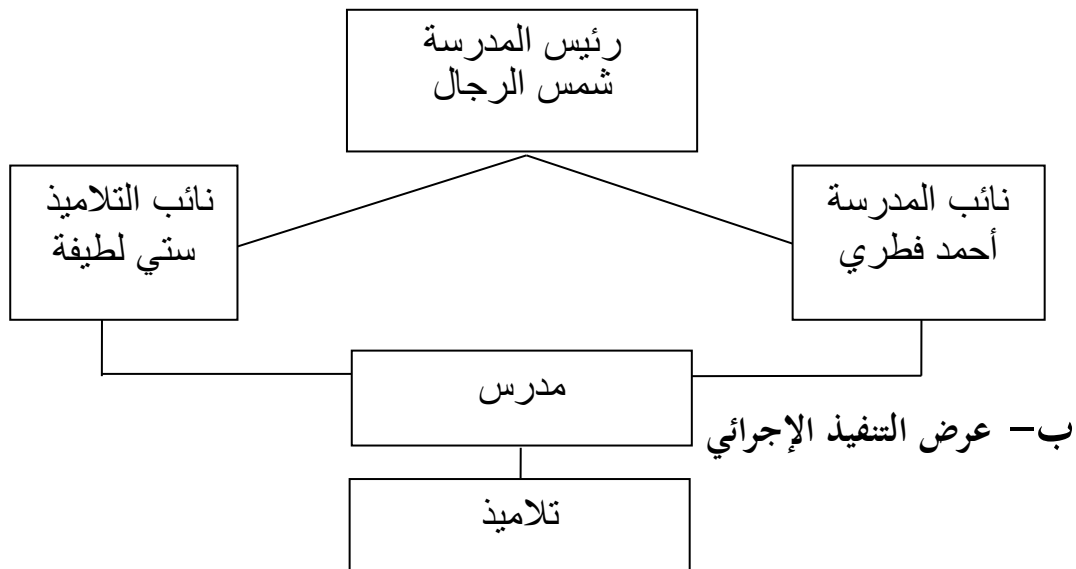 رئيس المدرسة
شمس الرجال
نائب المدرسة
أحمد فطري
نائب التلاميذ
ستي لطيفة
مدرس
ب– عرض التنفيذ الإجرائي
تلاميذ